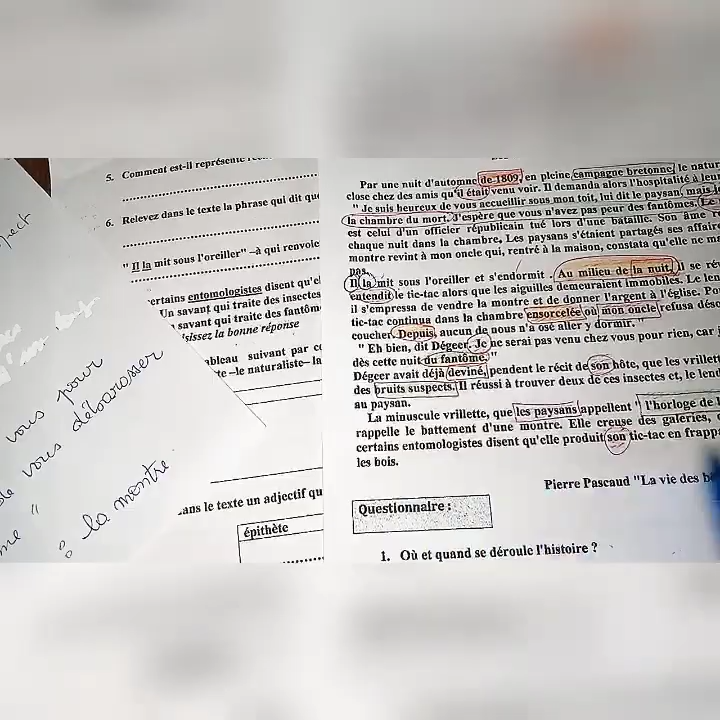 5. Comment est-il représenté
6. Relevez dans le texte la phrase qui dit que
" Il la mit sous l'oreiller" –à qui renvoie
certains entomologistes disent qu'el
Un savant qui traite des insectes
savant qui traite des fantôm
la bonne réponse
tableau suivant par
te –le naturaliste– la
dans le texte un adjectif qu
épithète
vous pour
de vous débarrasser
"
la montre
Par une nuit d'automne de 1809, en pleine campagne bretonne, le natur
close chez des amis qu'il était venu voir. Il demanda alors l'hospitalité à leur
" Je suis heureux de vous accueillir sous mon toit, lui dit le paysan, mais
la chambre du mort. J'espère que vous n'avez pas peur des fantômes. Le
est celui d'un officier républicain tué lors d'une bataille. Son âme
chaque nuit dans la chambre. Les paysans s'étaient partagés ses affaire
montre revint à mon oncle qui, rentré à la maison, constata qu'elle ne m
pas.
Il la mit sous l'oreiller et s'endormit. Au milieu de la nuit, il se rév
entendit le tic-tac alors que les aiguilles demeuraient immobiles. Le len
il s'empressa de vendre la montre et de donner l'argent à l'église.
tic-tac continua dans la chambre ensorcelée ou mon oncle refusa déso
coucher. Depuis, aucun de nous n'a osé aller y dormir. "
" Eh bien, dit Dégeer. Je ne serai pas venu chez vous pour rien, car
dès cette nuit du fantôme."
Dégeer avait déjà deviné, pendent le récit de son hôte, que les vrillett
des bruits suspects. Il réussi à trouver deux de ces insectes et, le lend
au paysan.
La minuscule vrillette, que les paysans appellent " l'horloge de l
rappelle le battement d'une montre. Elle creuse des galeries,
certains entomologistes disent qu'elle produit son tic-tac en frappa
les bois.
Pierre Pascaud "La vie des b
Questionnaire :
1. Où et quand se déroule l'histoire ?